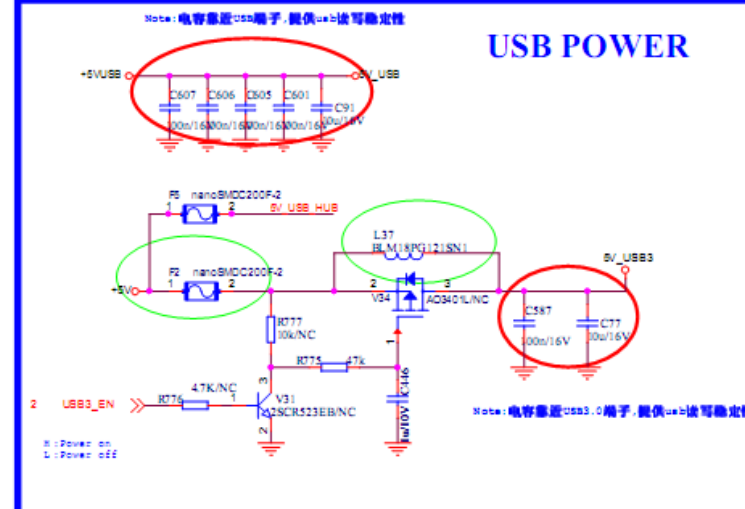 Note:电容靠近USB端子,提供usb读写稳定性
USB POWER
+5VUSB
5V_USB
C607
C606
C605
C601
C91
100n/16V
100n/16V
100n/16V
100n/16V
10u/16V
F5 nanoSMDC200F-2
1
2
5V_USB_HUB
L37
BLM18PG121SN1
5V_USB3
F2 nanoSMDC200F-2
+5V
1
2
2
3
V34
AO3401L/NC
C587
C77
100n/16V
10u/16V
R777
10k/NC
1
R775
47k
C446
1u/10V
4.7K/NC
3
V31
2
USB3_EN
R776
1
2SCR523EB/NC
2
Note:电容靠近USB3.0端子,提供usb读写稳定性
H:Power on
L:Power off